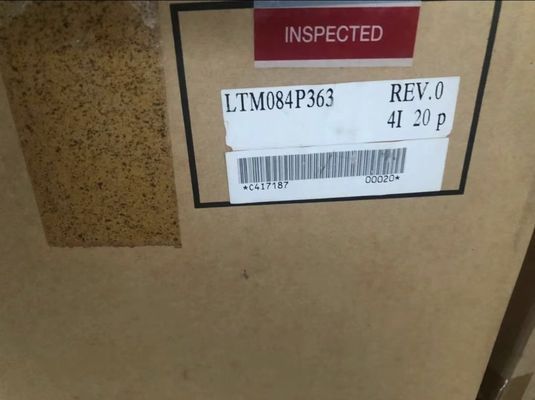 INSPECTED
LTM084P363 REV.0
4I 20 p
*C417187 00020*